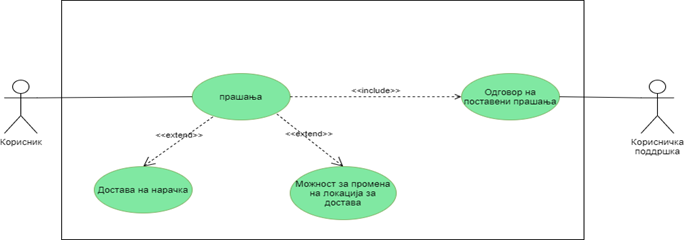 <<include>>
прашања
Одговор на
поставени прашања
<<extend>>
<<extend>>
Корисник
Корисничка
поддршка
Достава на нарачка
Можност за промена
на локација за
достава